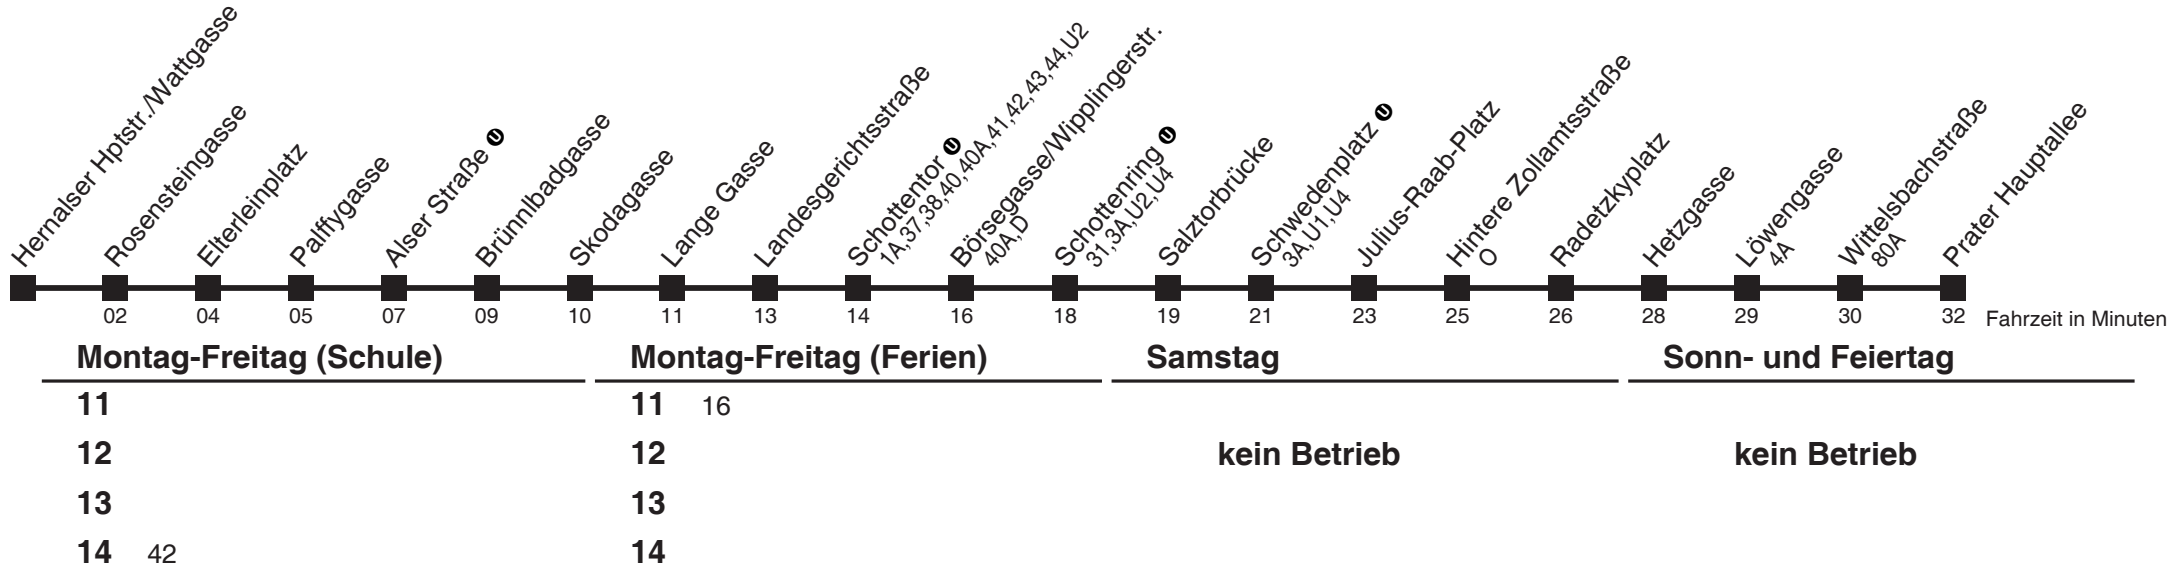 Hernalser Hptstr./Wattgasse
Rosensteingasse
Elterleinplatz
Palffygasse
Alser Straße U
Brünnlbadgasse
Skodagasse
Lange Gasse
Landesgerichtsstraße
Schottentor U
1A,37,38,40,40A,41,42,43,44,U2
Börsegasse/Wipplingerstr.
40A,D
Schottenring U
31,3A,U2,U4
Salztorbrücke
Schwedenplatz U
3A,U1,U4
Julius-Raab-Platz
Hintere Zollamtsstraße
O
Radetzkyplatz
Hetzgasse
Löwengasse
4A
Wittelsbachstraße
80A
Prater Hauptallee
02 04 05 07 09 10 11 13 14 16 18 19 21 23 25 26 28 29 30 32 Fahrzeit in Minuten
Montag-Freitag (Schule) Montag-Freitag (Ferien) Samstag Sonn- und Feiertag
11 11 16
12 12 kein Betrieb kein Betrieb
13 13
14 42 14